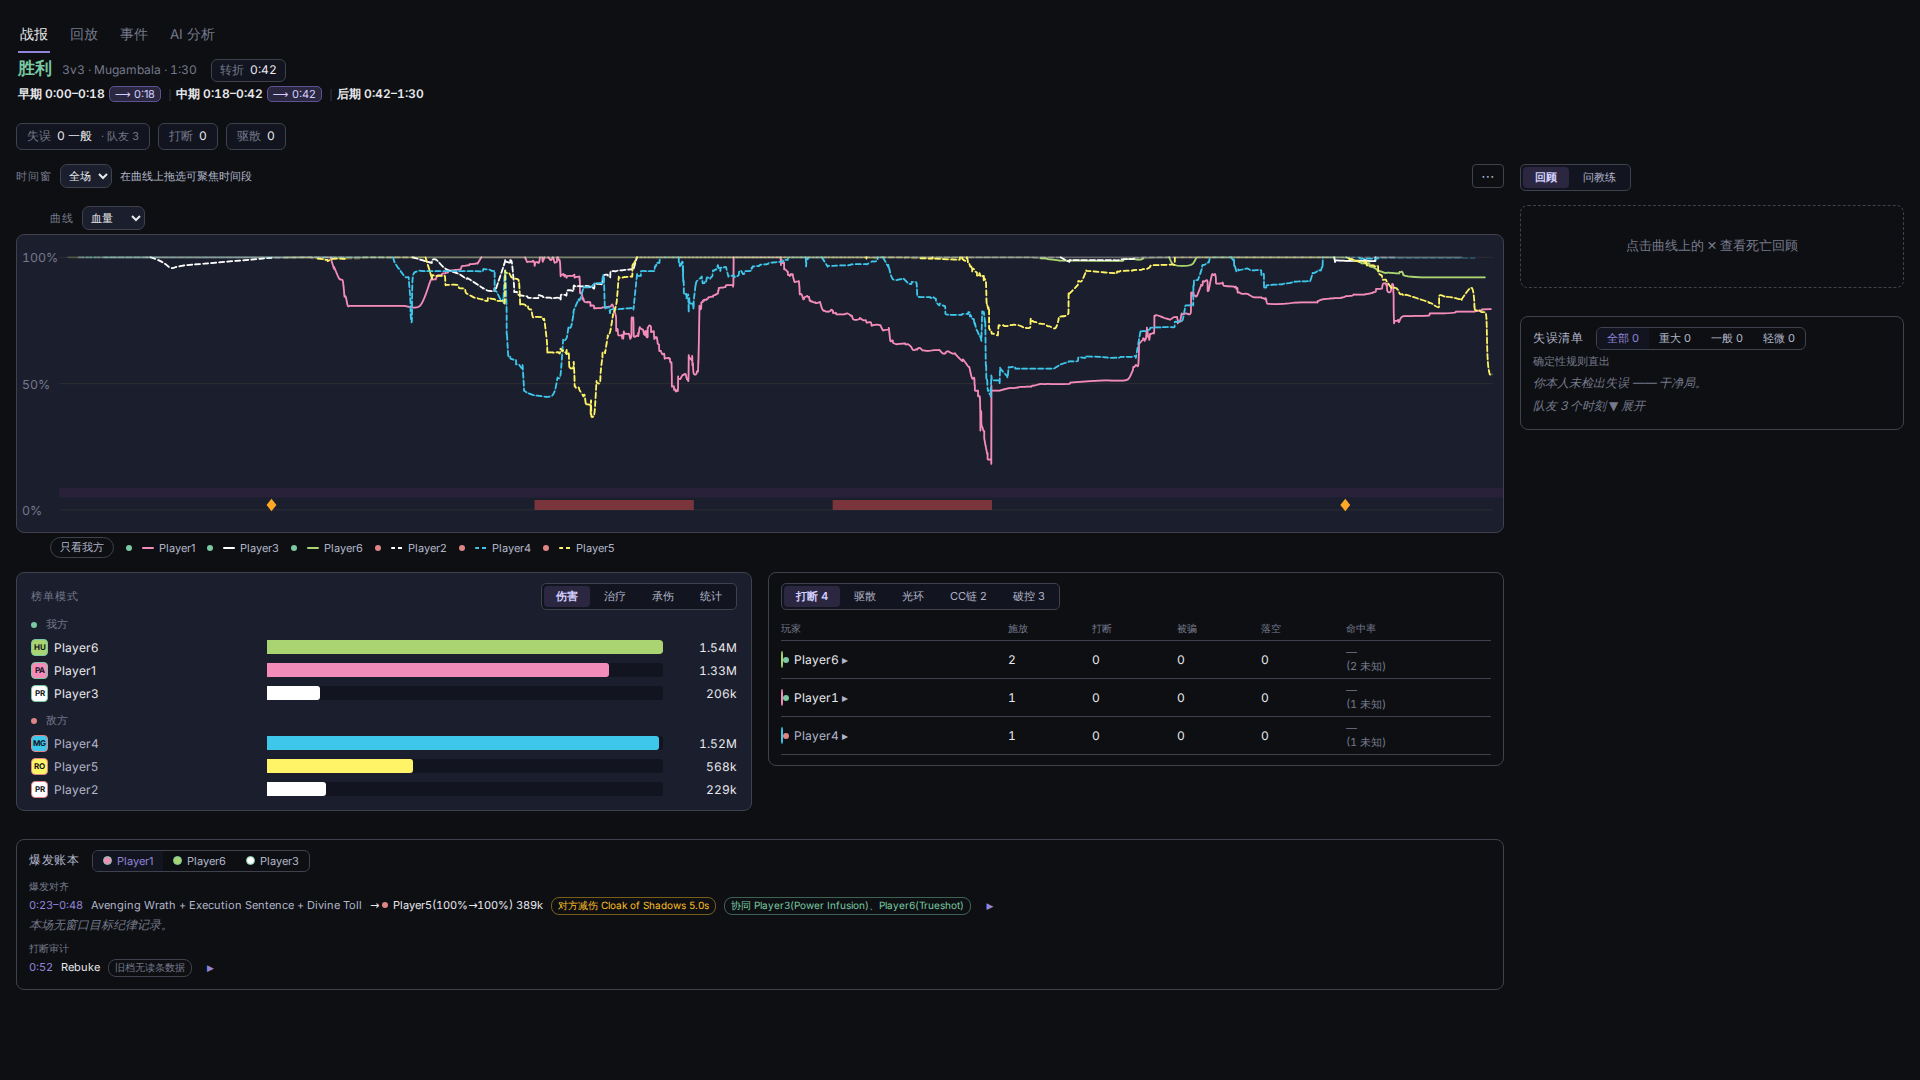 战报 回放 事件 AI 分析
胜利 3v3 · Mugambala · 1:30 转折 0:42
早期 0:00–0:18 ⟶ 0:18 | 中期 0:18–0:42 ⟶ 0:42 | 后期 0:42–1:30
失误 0 一般 · 队友 3 打断 0 驱散 0
时间窗 全场 在曲线上拖选可聚焦时间段 ⋯
回顾 问教练
曲线 血量
点击曲线上的 ✕ 查看死亡回顾
100%
50%
0%
失误清单 全部 0 重大 0 一般 0 轻微 0
确定性规则直出
你本人未检出失误 —— 干净局。
队友 3 个时刻 ▼ 展开
只看我方 Player1 Player3 Player6 Player2 Player4 Player5
榜单模式 伤害 治疗 承伤 统计
我方
HU Player6 1.54M
PA Player1 1.33M
PR Player3 206k
敌方
MG Player4 1.52M
RO Player5 568k
PR Player2 229k
打断 4 驱散 光环 CC链 2 破控 3
玩家 施放 打断 被骗 落空 命中率
Player6 ▸ 2 0 0 0 —
(2 未知)
Player1 ▸ 1 0 0 0 —
(1 未知)
Player4 ▸ 1 0 0 0 —
(1 未知)
爆发账本 Player1 Player6 Player3
爆发对齐
0:23–0:48 Avenging Wrath + Execution Sentence + Divine Toll → Player5(100%→100%) 389k 对方减伤 Cloak of Shadows 5.0s 协同 Player3(Power Infusion)、Player6(Trueshot) ▶
本场无窗口目标纪律记录。
打断审计
0:52 Rebuke 旧档无读条数据 ▶